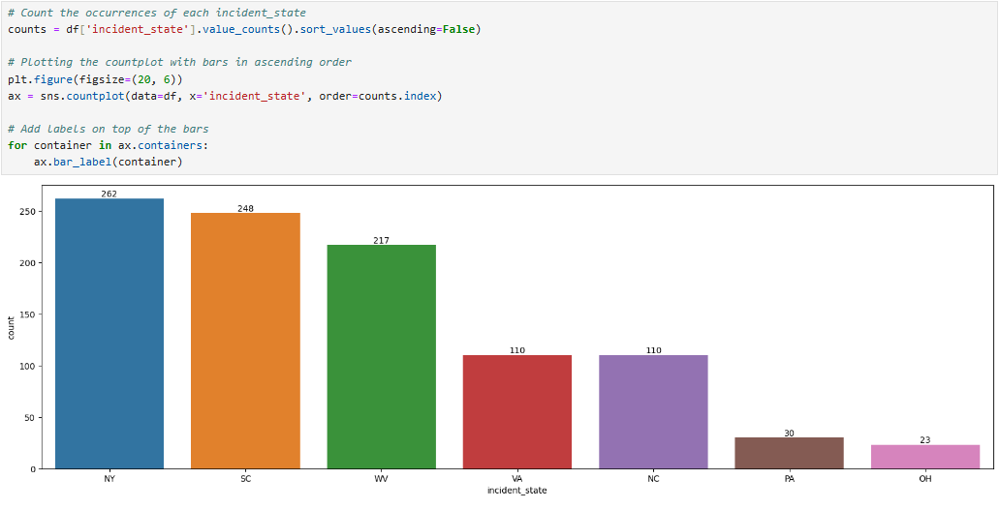 # Count the occurrences of each incident_state
counts = df['incident_state'].value_counts().sort_values(ascending=False)
# Plotting the countplot with bars in ascending order
plt.figure(figsize=(20, 6))
ax = sns.countplot(data=df, x='incident_state', order=counts.index)
# Add labels on top of the bars
for container in ax.containers:
    ax.bar_label(container)
262
248
217
110
110
30
23
250
200
150
100
50
0
count
NY SC WV VA NC PA OH
incident_state